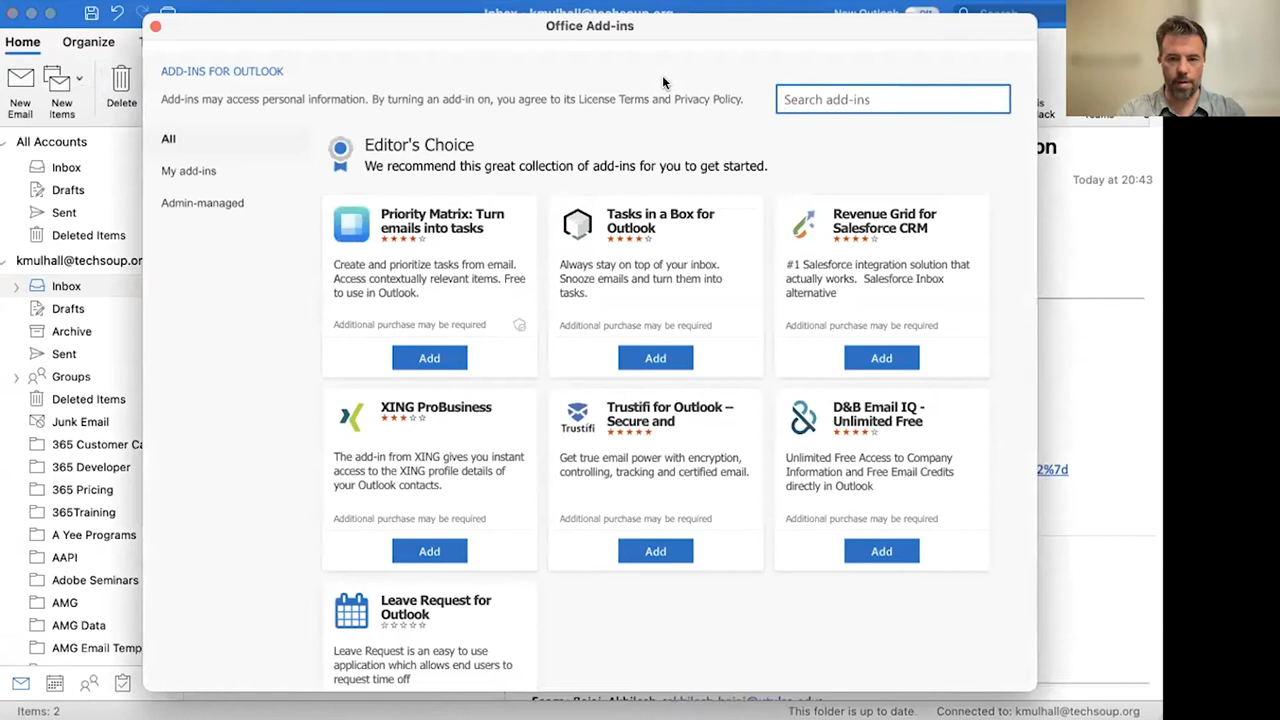 Inbox · kmulhall@techsoup.org
New Outlook
Off
Search
Home
Organize
New
Email
New
Items
Delete
Office Add-ins
ADD-INS FOR OUTLOOK
Add-ins may access personal information. By turning an add-in on, you agree to its License Terms and Privacy Policy.
Search add-ins
All
My add-ins
Admin-managed
Editor's Choice
We recommend this great collection of add-ins for you to get started.
Priority Matrix: Turn
emails into tasks
Create and prioritize tasks from email.
Access contextually relevant items. Free
to use in Outlook.
Additional purchase may be required
Add
Tasks in a Box for
Outlook
Always stay on top of your inbox.
Snooze emails and turn them into
tasks.
Additional purchase may be required
Add
Revenue Grid for
Salesforce CRM
#1 Salesforce integration solution that
actually works. Salesforce Inbox
alternative
Additional purchase may be required
Add
XING ProBusiness
The add-in from XING gives you instant
access to the XING profile details of
your Outlook contacts.
Additional purchase may be required
Add
Trustifi
Trustifi for Outlook –
Secure and
Get true email power with encryption,
controlling, tracking and certified email.
Additional purchase may be required
Add
D&B Email IQ -
Unlimited Free
Unlimited Free Access to Company
Information and Free Email Credits
directly in Outlook
Additional purchase may be required
Add
Leave Request for
Outlook
Leave Request is an easy to use
application which allows end users to
request time off
All Accounts
Inbox
Drafts
Sent
Deleted Items
kmulhall@techsoup.or
Inbox
Drafts
Archive
Sent
Groups
Deleted Items
Junk Email
365 Customer Ca
365 Developer
365 Pricing
365Training
A Yee Programs
AAPI
Adobe Seminars
AMG
AMG Data
AMG Email Temp
on
Today at 20:43
2%7d
Items: 2
This folder is up to date.
Connected to: kmulhall@techsoup.org